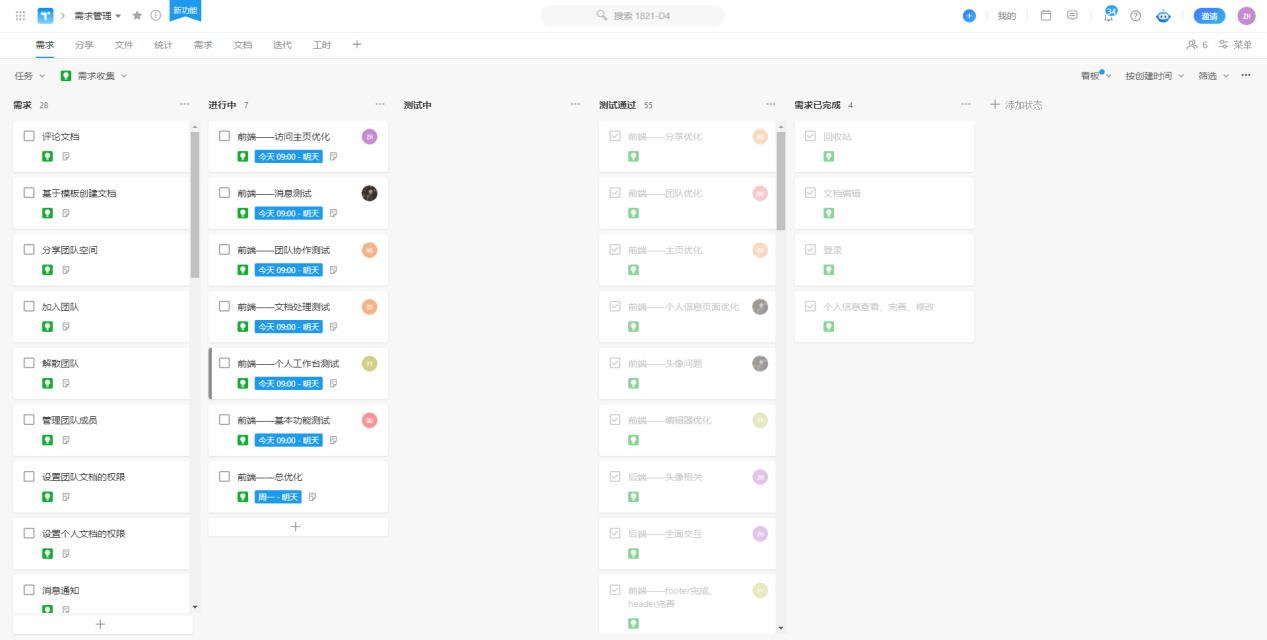 需求管理
新功能
搜索 1821-D4
我的
34
邀请
ZH
需求 分享 文件 统计 需求 文档 迭代 工时
6 菜单
任务 需求收集
看板 按创建时间 筛选
需求 28
评论文档
基于模板创建文档
分享团队空间
加入团队
解散团队
管理团队成员
设置团队文档的权限
设置个人文档的权限
消息通知
进行中 7
前端——访问主页优化
ZH
今天 09:00 - 明天
前端——消息测试
今天 09:00 - 明天
前端——团队协作测试
今天 09:00 - 明天
前端——文档处理测试
今天 09:00 - 明天
前端——个人工作台测试
今天 09:00 - 明天
前端——基本功能测试
今天 09:00 - 明天
前端——总优化
周一 - 明天
测试中
测试通过 55
前端——分享优化
前端——团队优化
前端——主页优化
前端——个人信息页面优化
前端——头像问题
前端——编辑器优化
后端——头像相关
ZH
后端——全面交互
ZH
前端——footer完成、
header完善
需求已完成 4
回收站
文档编辑
登录
个人信息查看、完善、修改
添加状态